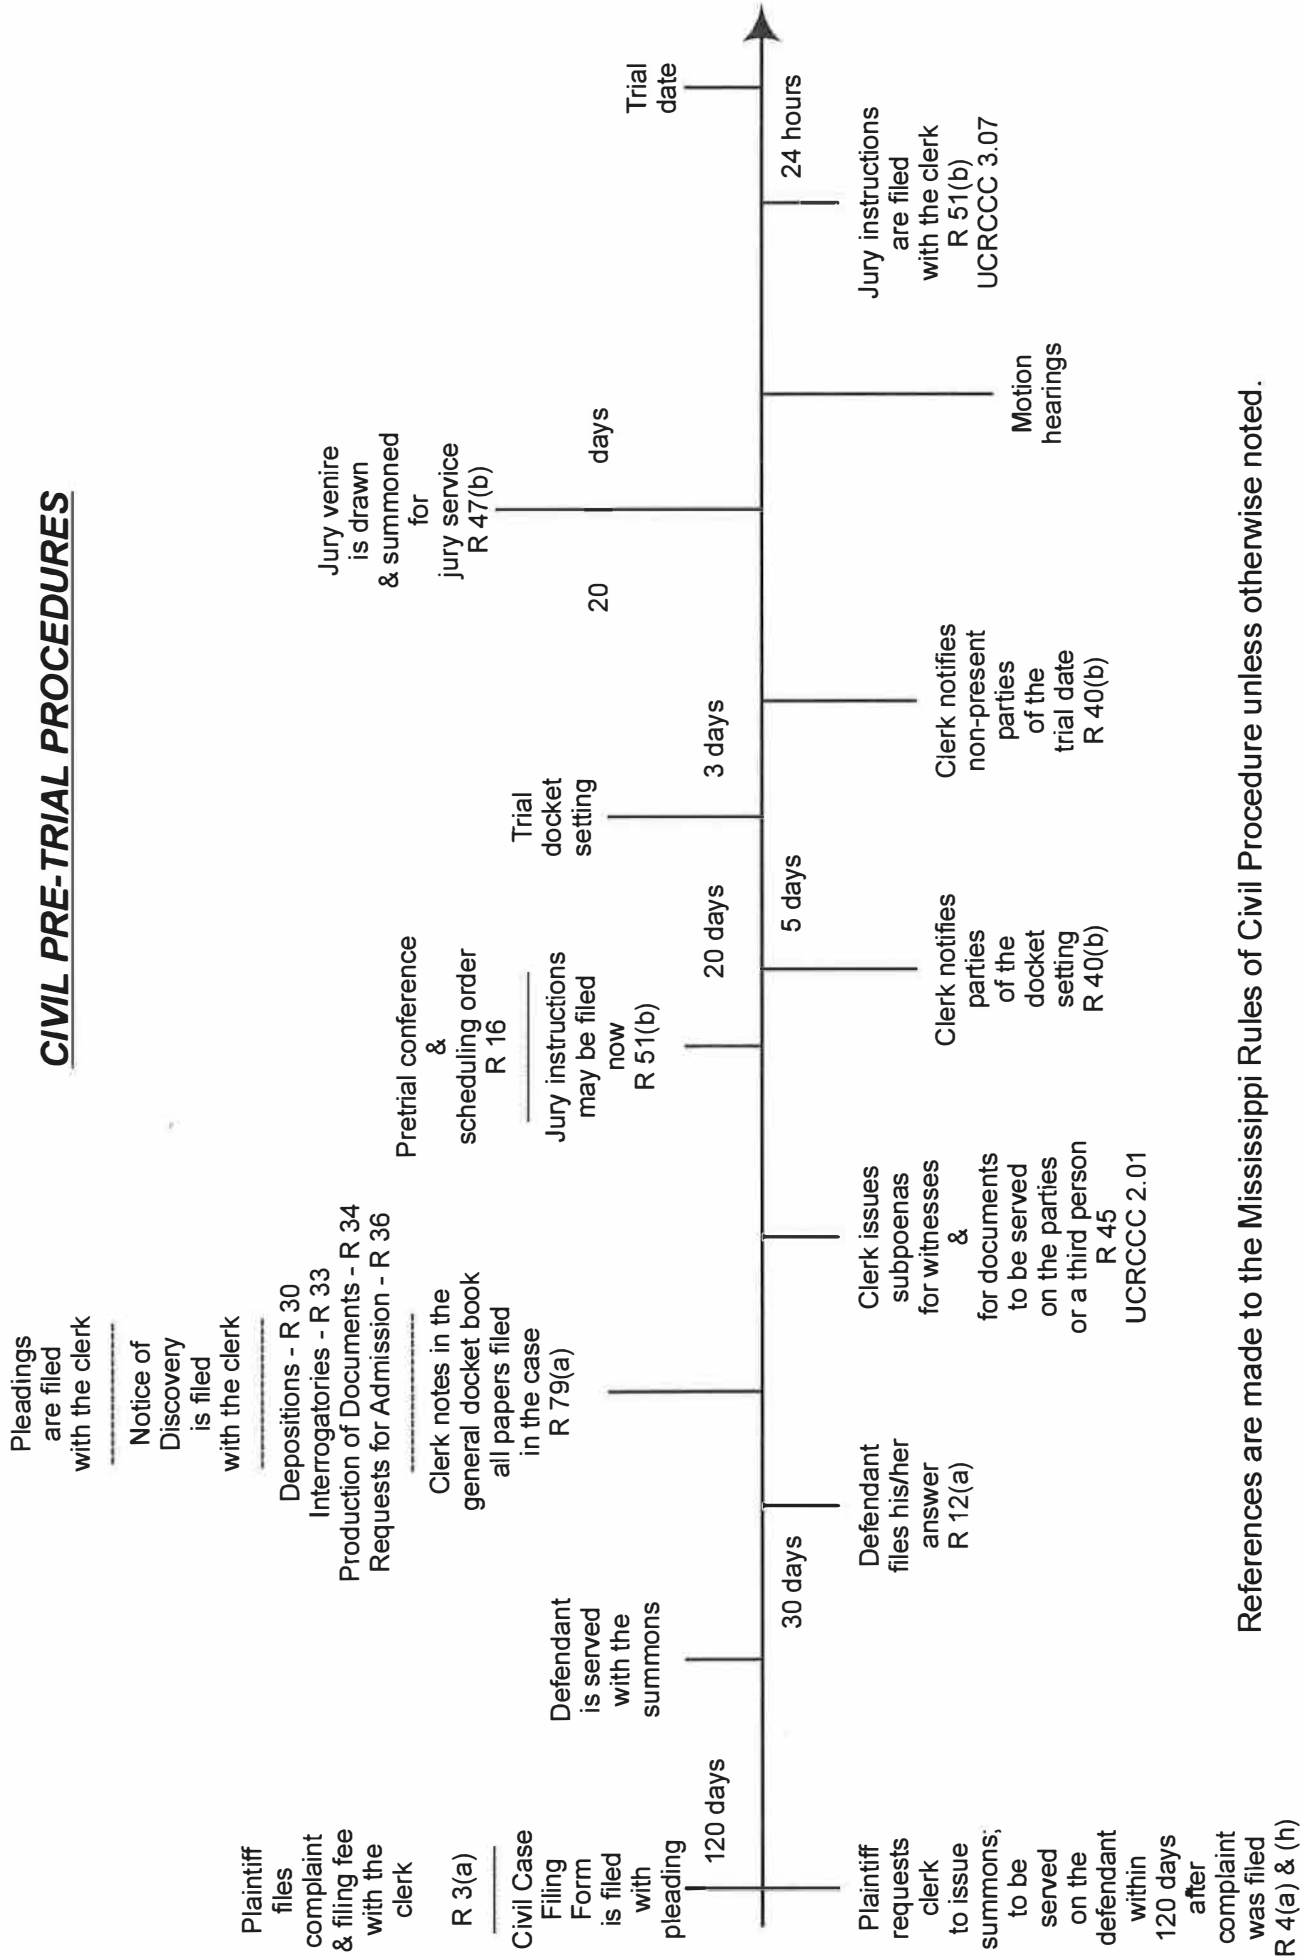 CIVIL PRE-TRIAL PROCEDURES
Plaintiff
files
complaint
& filing fee
with the
clerk
R 3(a)
Civil Case
Filing
Form
is filed
with
pleading
120 days
Plaintiff
requests
clerk
to issue
summons;
to be
served
on the
defendant
within
120 days
after
complaint
was filed
R 4(a) & (h)
Defendant
is served
with the
summons
30 days
Defendant
files his/her
answer
R 12(a)
Pleadings
are filed
with the clerk
Notice of
Discovery
is filed
with the clerk
Depositions - R 30
Interrogatories - R 33
Production of Documents - R 34
Requests for Admission - R 36
Clerk notes in the
general docket book
all papers filed
in the case
R 79(a)
Clerk issues
subpoenas
for witnesses
&
for documents
to be served
on the parties
or a third person
R 45
UCRCCC 2.01
Pretrial conference
&
scheduling order
R 16
Jury instructions
may be filed
now
R 51(b)
20 days
Clerk notifies
parties
of the
docket
setting
R 40(b)
5 days
Trial
docket
setting
3 days
Clerk notifies
non-present
parties
of the
trial date
R 40(b)
Jury venire
is drawn
& summoned
for
jury service
R 47(b)
20 days
Motion
hearings
Jury instructions
are filed
with the clerk
R 51(b)
UCRCCC 3.07
24 hours
Trial
date
References are made to the Mississippi Rules of Civil Procedure unless otherwise noted.